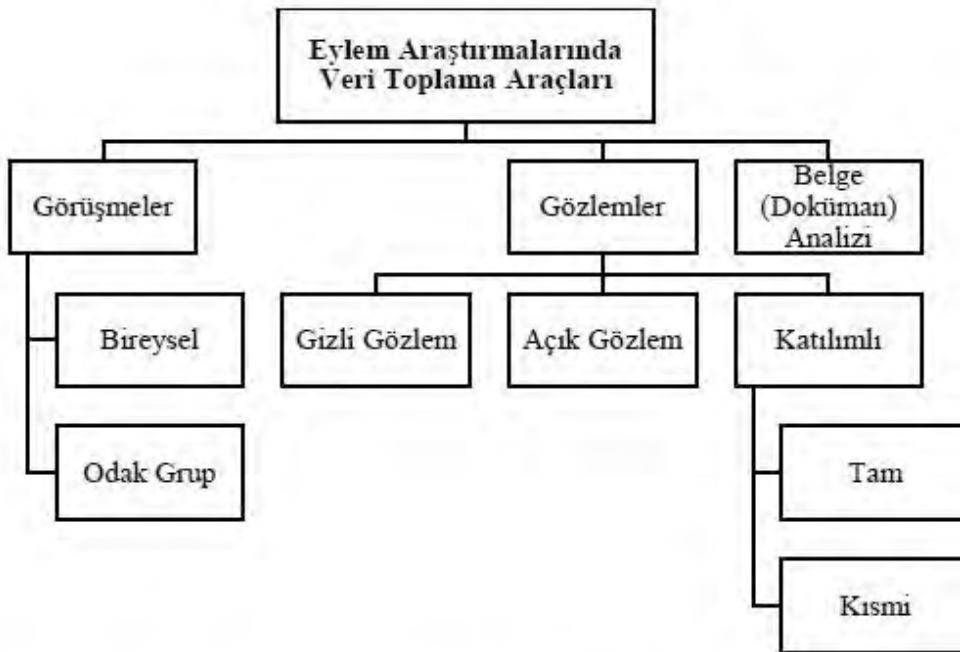 Eylem Araştırmalarında
Veri Toplama Araçları
Görüşmeler
Gözlemler
Belge
(Doküman)
Analizi
Bireysel
Gizli Gözlem
Açık Gözlem
Katılımlı
Odak Grup
Tam
Kısmi